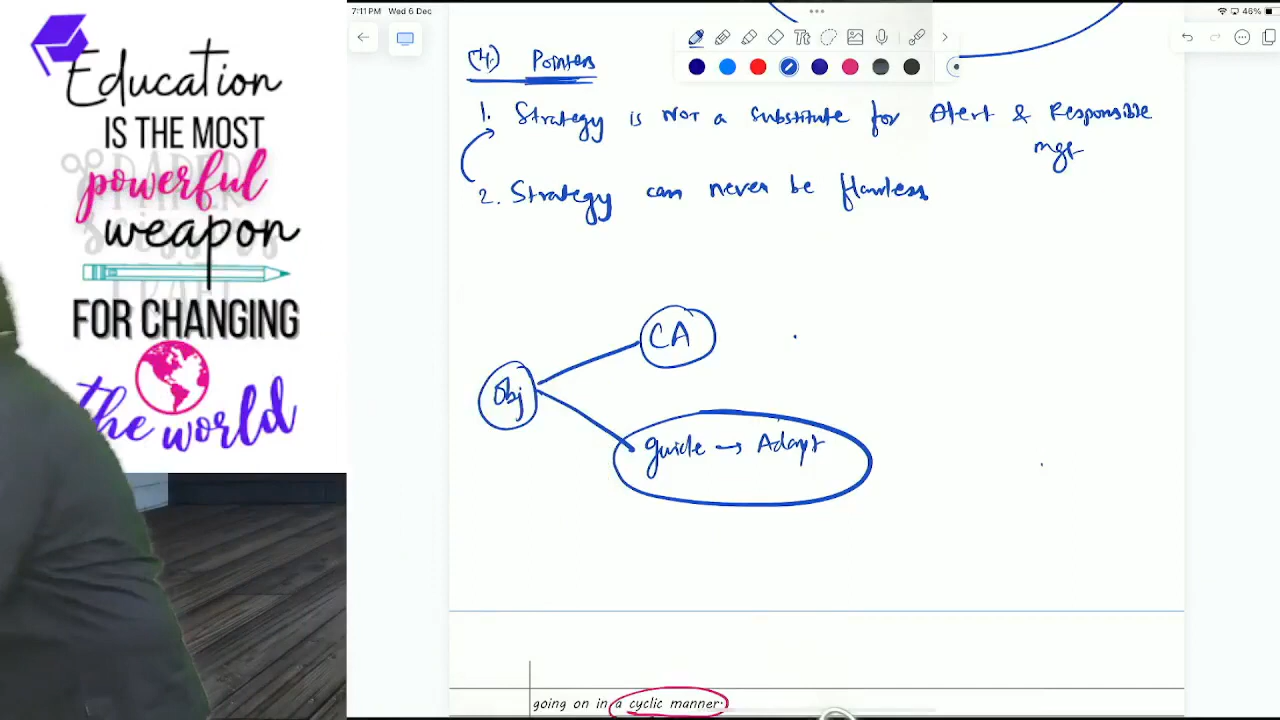 Education
IS THE MOST
powerful
weapon
FOR CHANGING
the world
7:11 PM Wed 6 Dec
46%
(4.) Pointers
1. Strategy is NOT a substitute for Alert & Responsible
mgt
2. Strategy can never be flawless
CA
Obj
guide → Adapt
going on in a cyclic manner.